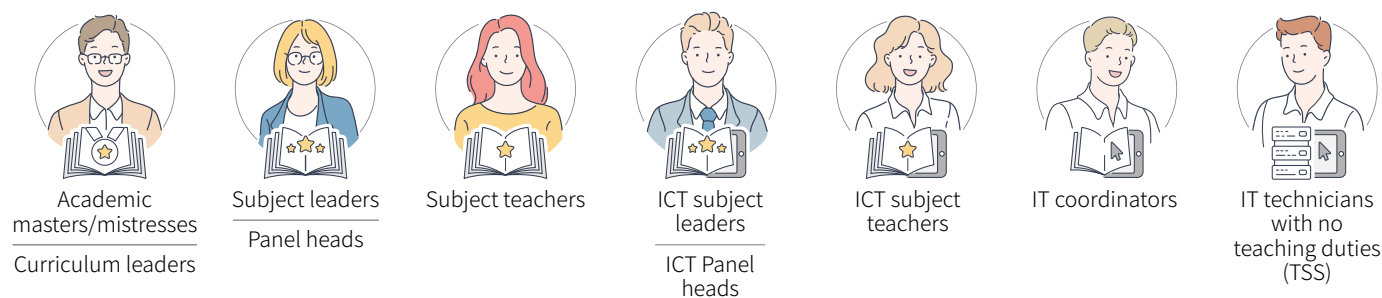 Academic
masters/mistresses
Curriculum leaders
Subject leaders
Panel heads
Subject teachers
ICT subject
leaders
ICT Panel
heads
ICT subject
teachers
IT coordinators
IT technicians
with no
teaching duties
(TSS)